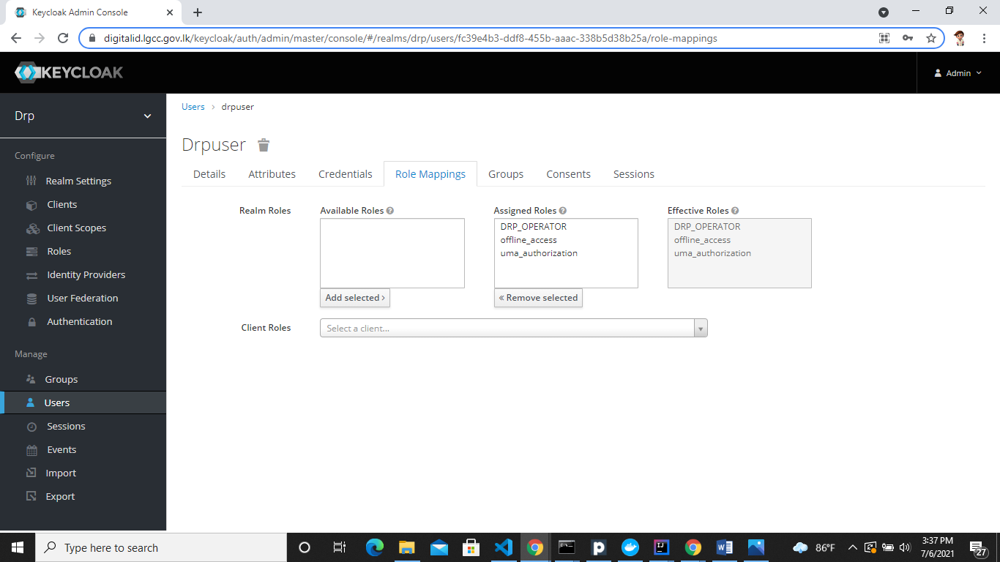 Keycloak Admin Console
digitalid.lgcc.gov.lk/keycloak/auth/admin/master/console/#/realms/drp/users/fc39e4b3-ddf8-455b-aaac-338b5d38b25a/role-mappings
KEYCLOAK
Admin
Drp
Configure
Realm Settings
Clients
Client Scopes
Roles
Identity Providers
User Federation
Authentication
Manage
Groups
Users
Sessions
Events
Import
Export
Users > drpuser
Drpuser
Details Attributes Credentials Role Mappings Groups Consents Sessions
Realm Roles
Available Roles
Add selected >
Assigned Roles
DRP_OPERATOR
offline_access
uma_authorization
« Remove selected
Effective Roles
DRP_OPERATOR
offline_access
uma_authorization
Client Roles
Select a client...
Type here to search
86°F
3:37 PM
7/6/2021
27